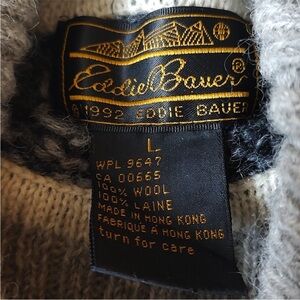 Eddie Bauer®
© 1992 EDDIE BAUER
L
WPL 9647
CA 00665
100% WOOL
100% LAINE
MADE IN HONG KONG
FABRIQUE A HONG KONG
turn for care